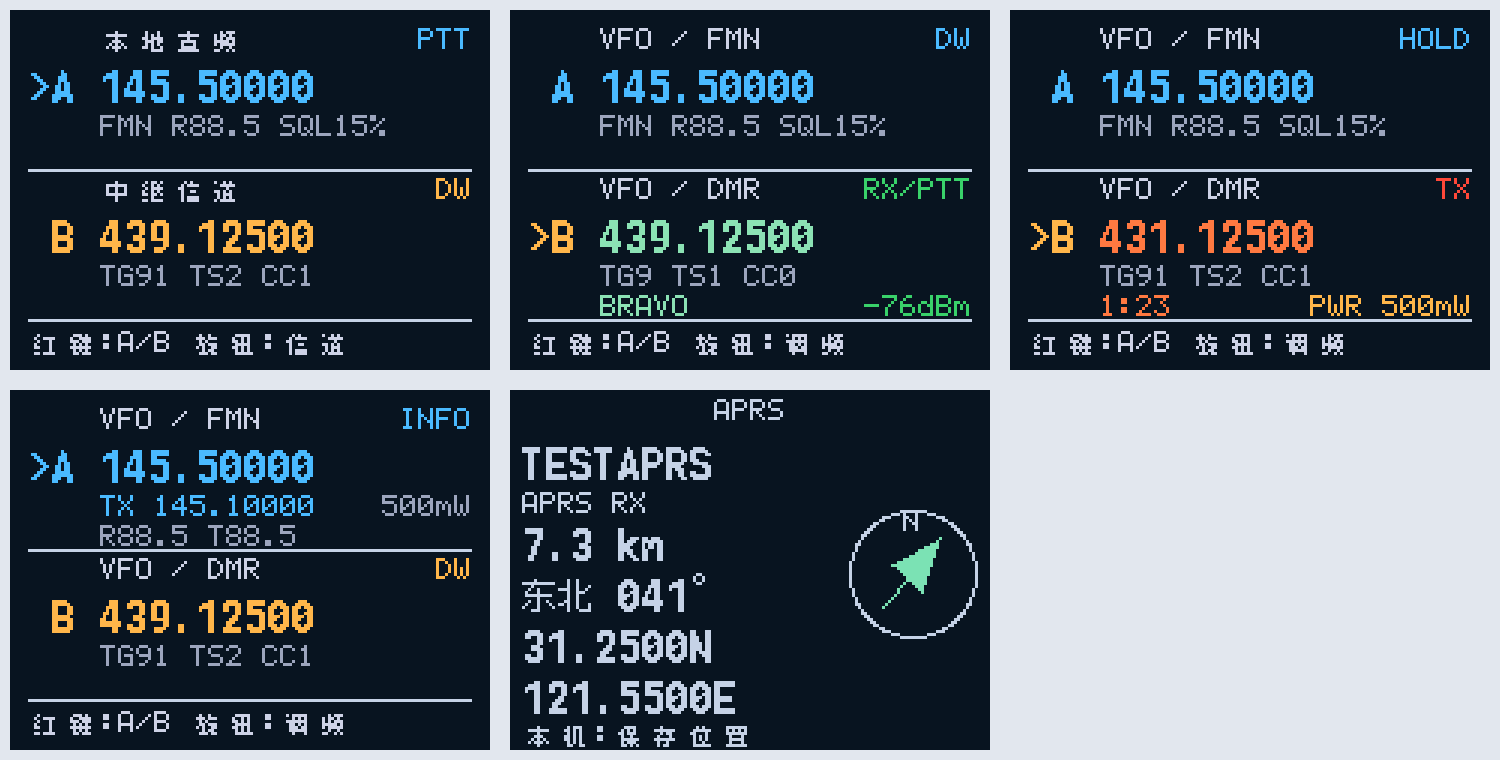 本地直频 PTT
>A 145.50000
FMN R88.5 SQL15%
中继信道 DW
B 439.12500
TG91 TS2 CC1
红键:A/B 旋钮:信道
VFO / FMN DW
A 145.50000
FMN R88.5 SQL15%
VFO / DMR RX/PTT
>B 439.12500
TG9 TS1 CC0
BRAVO -76dBm
红键:A/B 旋钮:调频
VFO / FMN HOLD
A 145.50000
FMN R88.5 SQL15%
VFO / DMR TX
>B 431.12500
TG91 TS2 CC1
1:23 PWR 500mW
红键:A/B 旋钮:调频
VFO / FMN INFO
>A 145.50000
TX 145.10000 500mW
R88.5 T88.5
VFO / DMR DW
B 439.12500
TG91 TS2 CC1
红键:A/B 旋钮:调频
APRS
TESTAPRS
APRS RX
7.3 km
N
东北 041°
31.2500N
121.5500E
本机:保存位置